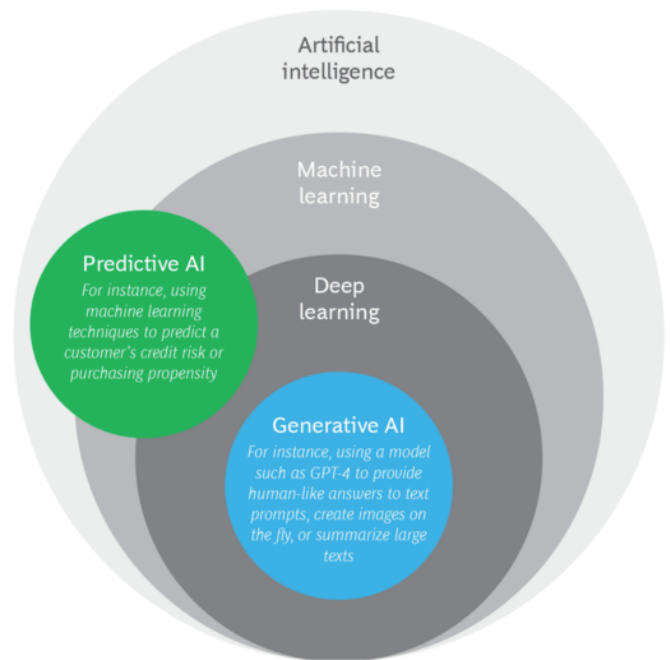 Artificial
intelligence
Machine
learning
Predictive AI
For instance, using
machine learning
techniques to predict a
customer's credit risk or
purchasing propensity
Deep
learning
Generative AI
For instance, using a model
such as GPT-4 to provide
human-like answers to text
prompts, create images on
the fly, or summarize large
texts